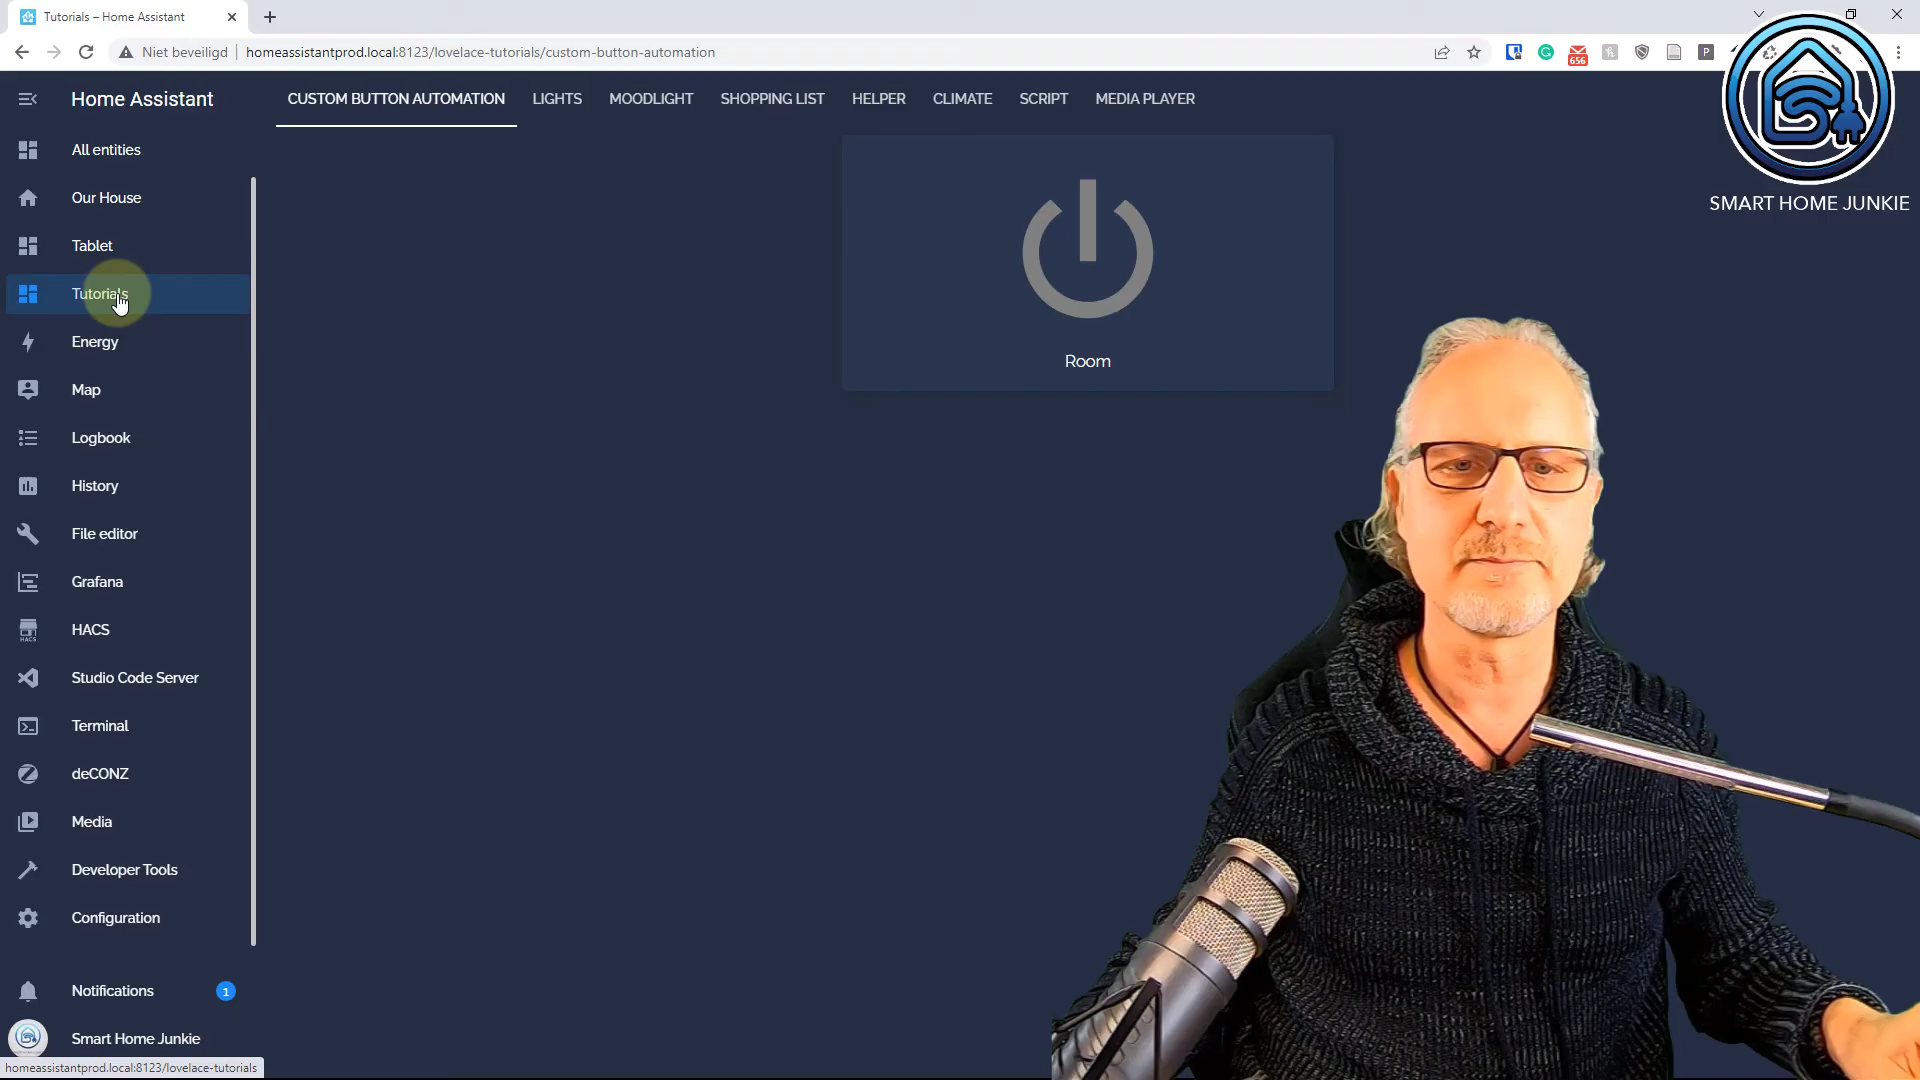 Tutorials – Home Assistant
Niet beveiligd
homeassistantprod.local:8123/lovelace-tutorials/custom-button-automation
656
P
Home Assistant
CUSTOM BUTTON AUTOMATION
LIGHTS
MOODLIGHT
SHOPPING LIST
HELPER
CLIMATE
SCRIPT
MEDIA PLAYER
SMART HOME JUNKIE
All entities
Our House
Tablet
Tutorials
Energy
Map
Logbook
History
File editor
Grafana
HACS
HACS
Studio Code Server
Terminal
deCONZ
Media
Developer Tools
Configuration
Notifications
1
Smart Home Junkie
Room
homeassistantprod.local:8123/lovelace-tutorials